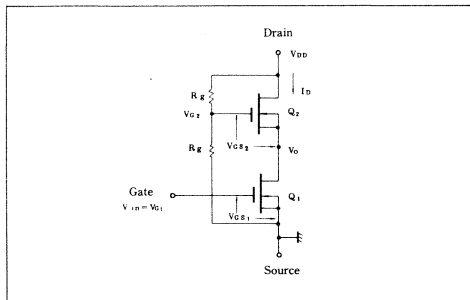 Drain
VDD
ID
Rg
Q2
VG2
VGS2
Vo
Rg
Gate
Vin=VG1
Q1
VGS1
Source